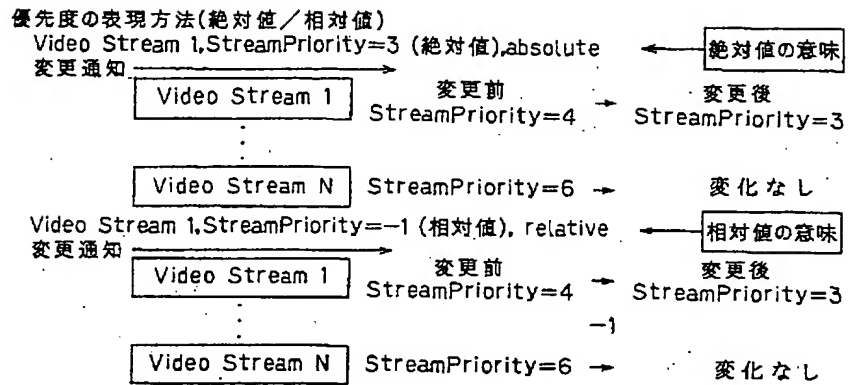 優先度の表現方法(絶対値/相対値)
Video Stream 1,StreamPriority=3 (絶対値),absolute
絶対値の意味
変更通知
Video Stream 1
変更前
StreamPriority=4
→
変更後
StreamPriority=3
Video Stream N
StreamPriority=6 →
変化なし
Video Stream 1,StreamPriority=-1 (相対値), relative
相対値の意味
変更通知
Video Stream 1
変更前
StreamPriority=4
→
変更後
StreamPriority=3
-1
Video Stream N
StreamPriority=6 →
変化なし